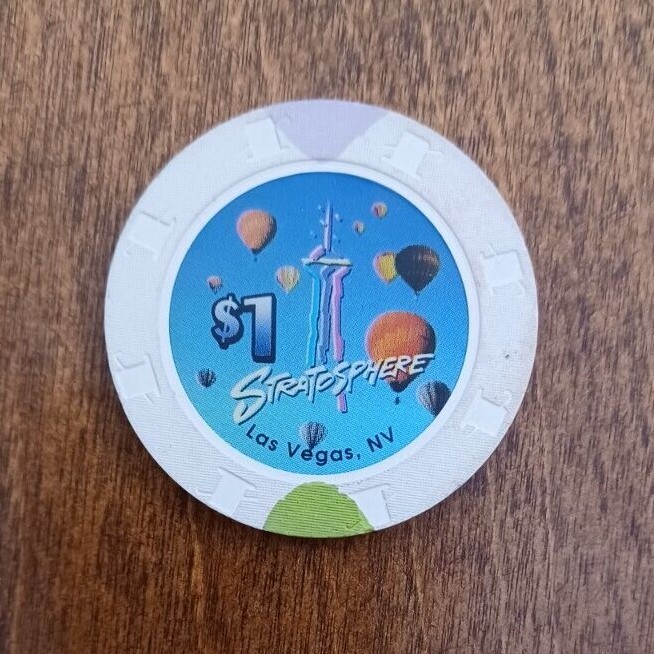 $1
STRATOSPHERE
Las Vegas, NV